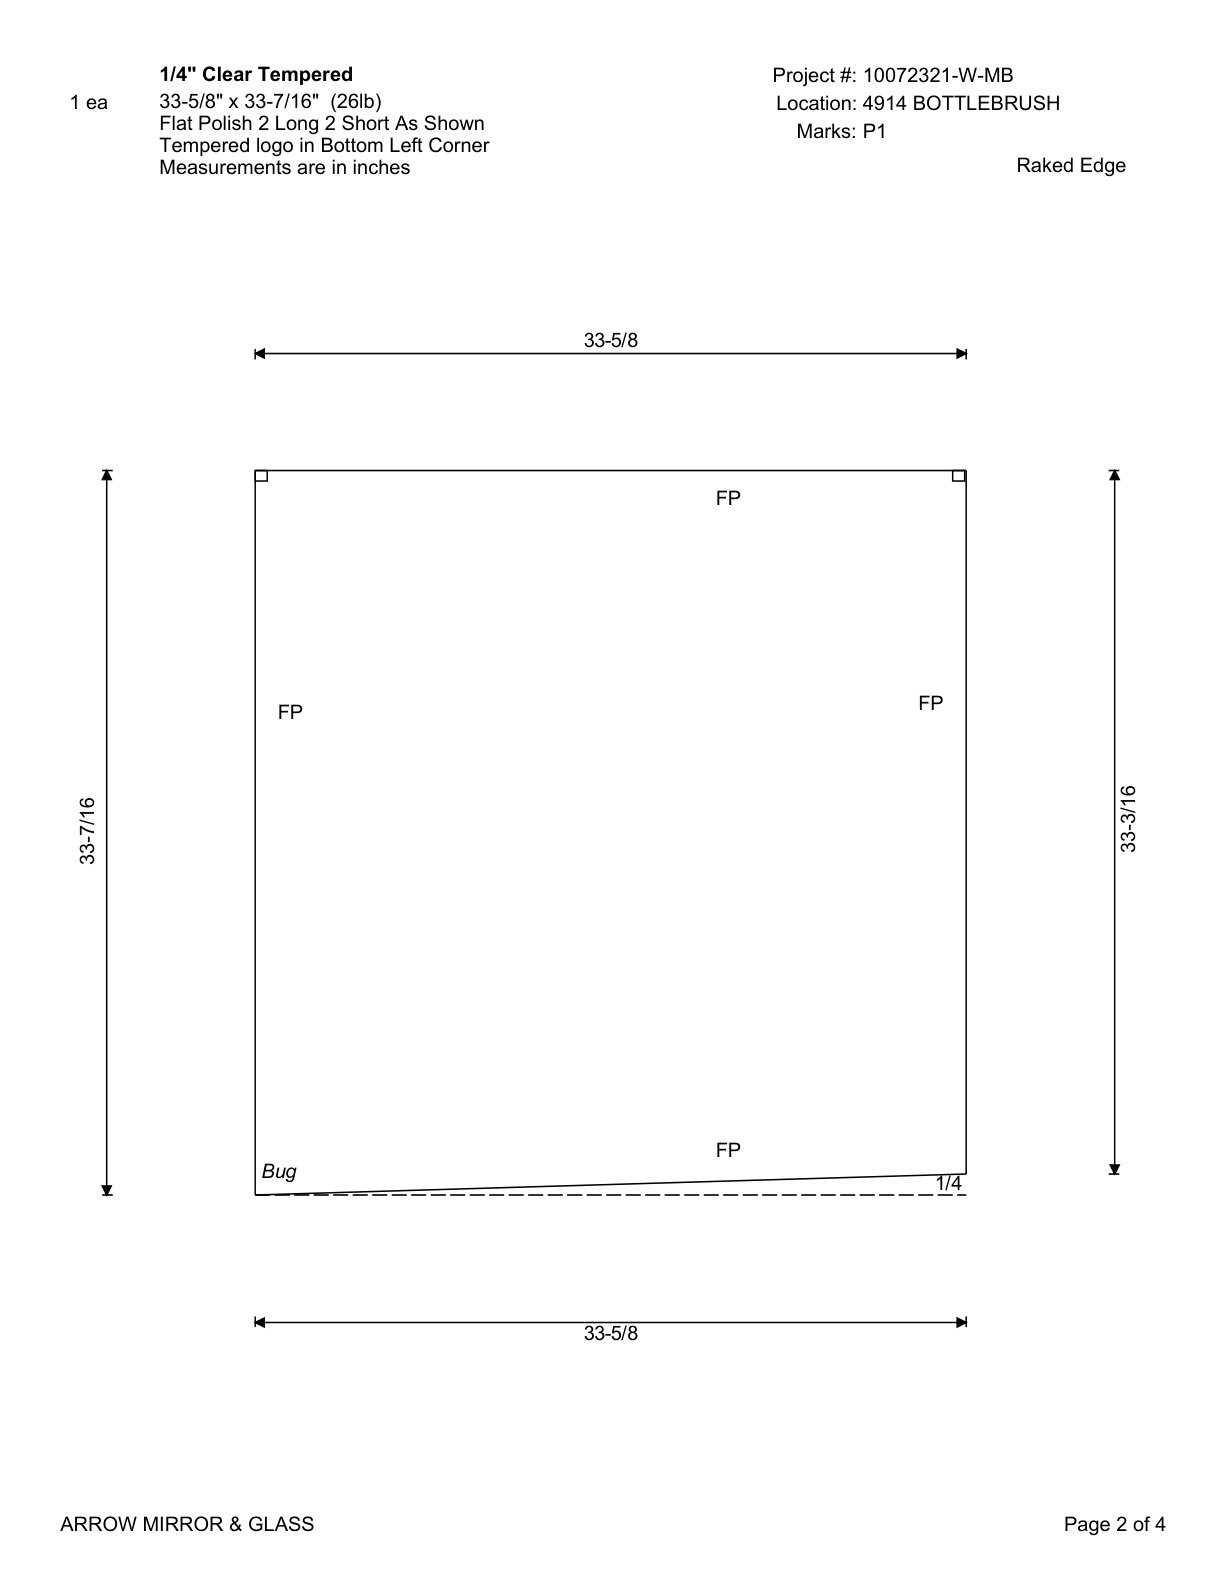 1/4" Clear Tempered
1 ea
33-5/8" x 33-7/16" (26lb)
Flat Polish 2 Long 2 Short As Shown
Tempered logo in Bottom Left Corner
Measurements are in inches
Project #: 10072321-W-MB
Location: 4914 BOTTLEBRUSH
Marks: P1
Raked Edge
33-5/8
FP
FP
FP
33-7/16
33-3/16
FP
Bug
1/4
33-5/8
ARROW MIRROR & GLASS
Page 2 of 4